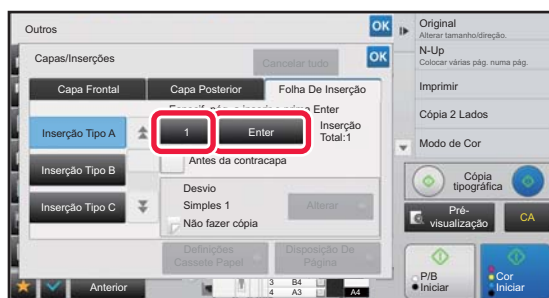 Outros
OK
Capas/Inserções
Cancelar tudo
OK
Capa Frontal
Capa Posterior
Folha De Inserção
Enter
Inserção Tipo A
1
Enter
Inserção
Total:1
Antes da contracapa
Inserção Tipo B
Inserção Tipo C
Desvio
Simples 1
Alterar
Não fazer cópia
Definições
Cassete Papel
Disposição De
Página
Anterior
3 B4
4 A3
A4
Original
Alterar tamanho/direção.
N-Up
Colocar várias pág. numa pág.
Imprimir
Cópia 2 Lados
Modo de Cor
Cópia
tipográfica
Pré-
visualização
CA
P/B
Iniciar
Cor
Iniciar